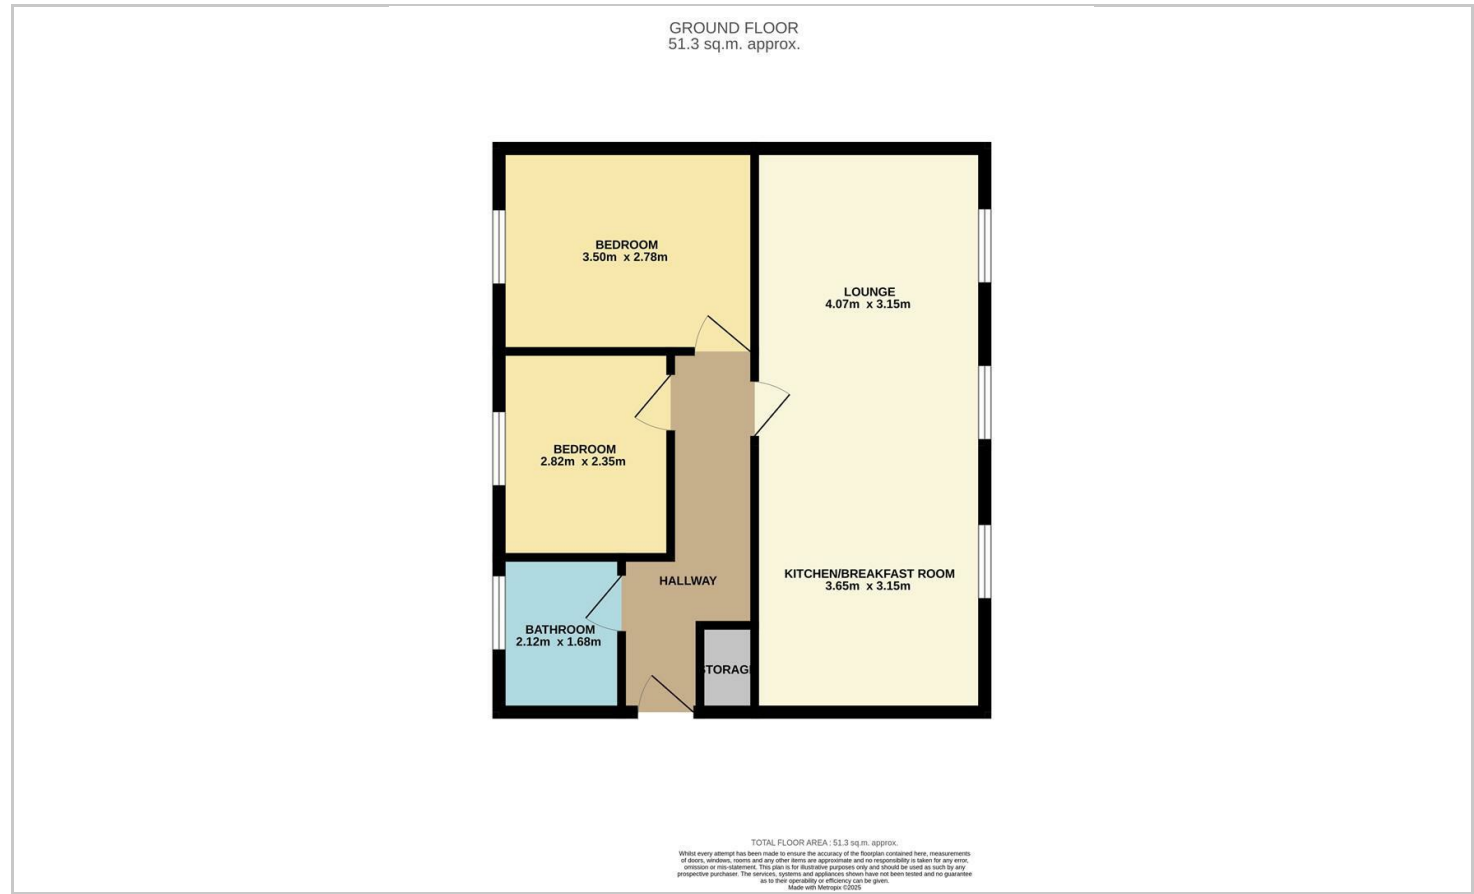 GROUND FLOOR
51.3 sq.m. approx.
BEDROOM
3.50m x 2.78m
LOUNGE
4.07m x 3.15m
BEDROOM
2.82m x 2.35m
KITCHEN/BREAKFAST ROOM
3.65m x 3.15m
HALLWAY
BATHROOM
2.12m x 1.68m
STORAGE
TOTAL FLOOR AREA : 51.3 sq.m. approx.
Whilst every attempt has been made to ensure the accuracy of the floorplan contained here, measurements
of doors, windows, rooms and any other items are approximate and no responsibility is taken for any error,
omission or mis-statement. This plan is for illustrative purposes only and should be used as such by any
prospective purchaser. The services, systems and appliances shown have not been tested and no guarantee
as to their operability or efficiency can be given.
Made with Metropix ©2025